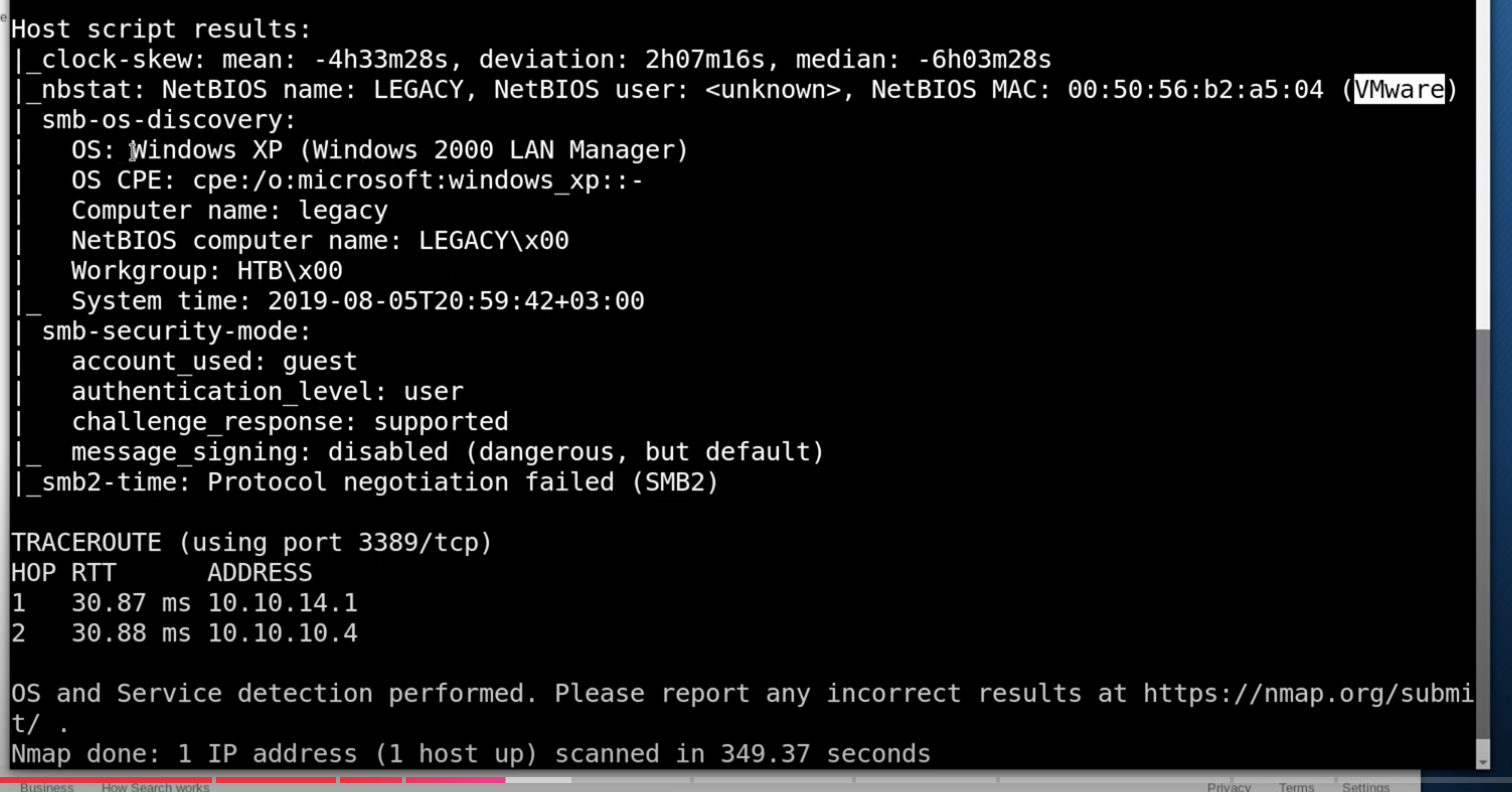 Host script results:
|_clock-skew: mean: -4h33m28s, deviation: 2h07m16s, median: -6h03m28s
|_nbstat: NetBIOS name: LEGACY, NetBIOS user: <unknown>, NetBIOS MAC: 00:50:56:b2:a5:04 (VMware)
| smb-os-discovery:
|   OS: Windows XP (Windows 2000 LAN Manager)
|   OS CPE: cpe:/o:microsoft:windows_xp::-
|   Computer name: legacy
|   NetBIOS computer name: LEGACY\x00
|   Workgroup: HTB\x00
|_  System time: 2019-08-05T20:59:42+03:00
| smb-security-mode:
|   account_used: guest
|   authentication_level: user
|   challenge_response: supported
|_  message_signing: disabled (dangerous, but default)
|_smb2-time: Protocol negotiation failed (SMB2)
TRACEROUTE (using port 3389/tcp)
HOP RTT      ADDRESS
1   30.87 ms 10.10.14.1
2   30.88 ms 10.10.10.4
OS and Service detection performed. Please report any incorrect results at https://nmap.org/submi
t/ .
Nmap done: 1 IP address (1 host up) scanned in 349.37 seconds
Business How Search works Privacy Terms Settings